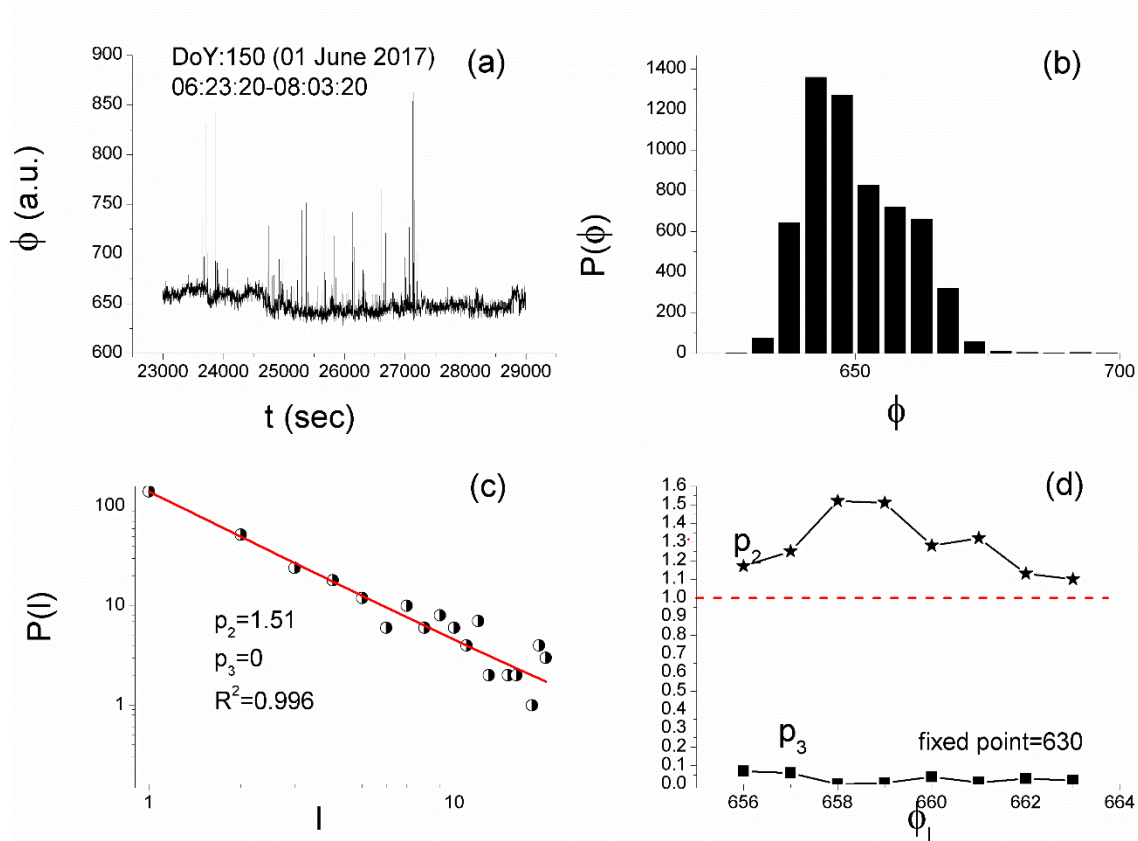 DoY:150 (01 June 2017)
06:23:20-08:03:20
(a)
900
850
800
750
700
650
600
ϕ (a.u.)
23000 24000 25000 26000 27000 28000 29000
t (sec)
(b)
1400
1200
1000
800
600
400
200
0
P(ϕ)
650 700
ϕ
(c)
100
10
1
P(l)
p2=1.51
p3=0
R²=0.996
1 10
l
(d)
1.6
1.5
1.4
1.3
1.2
1.1
1.0
0.9
0.8
0.7
0.6
0.5
0.4
0.3
0.2
0.1
0.0
p2
p3
fixed point=630
656 658 660 662 664
ϕl